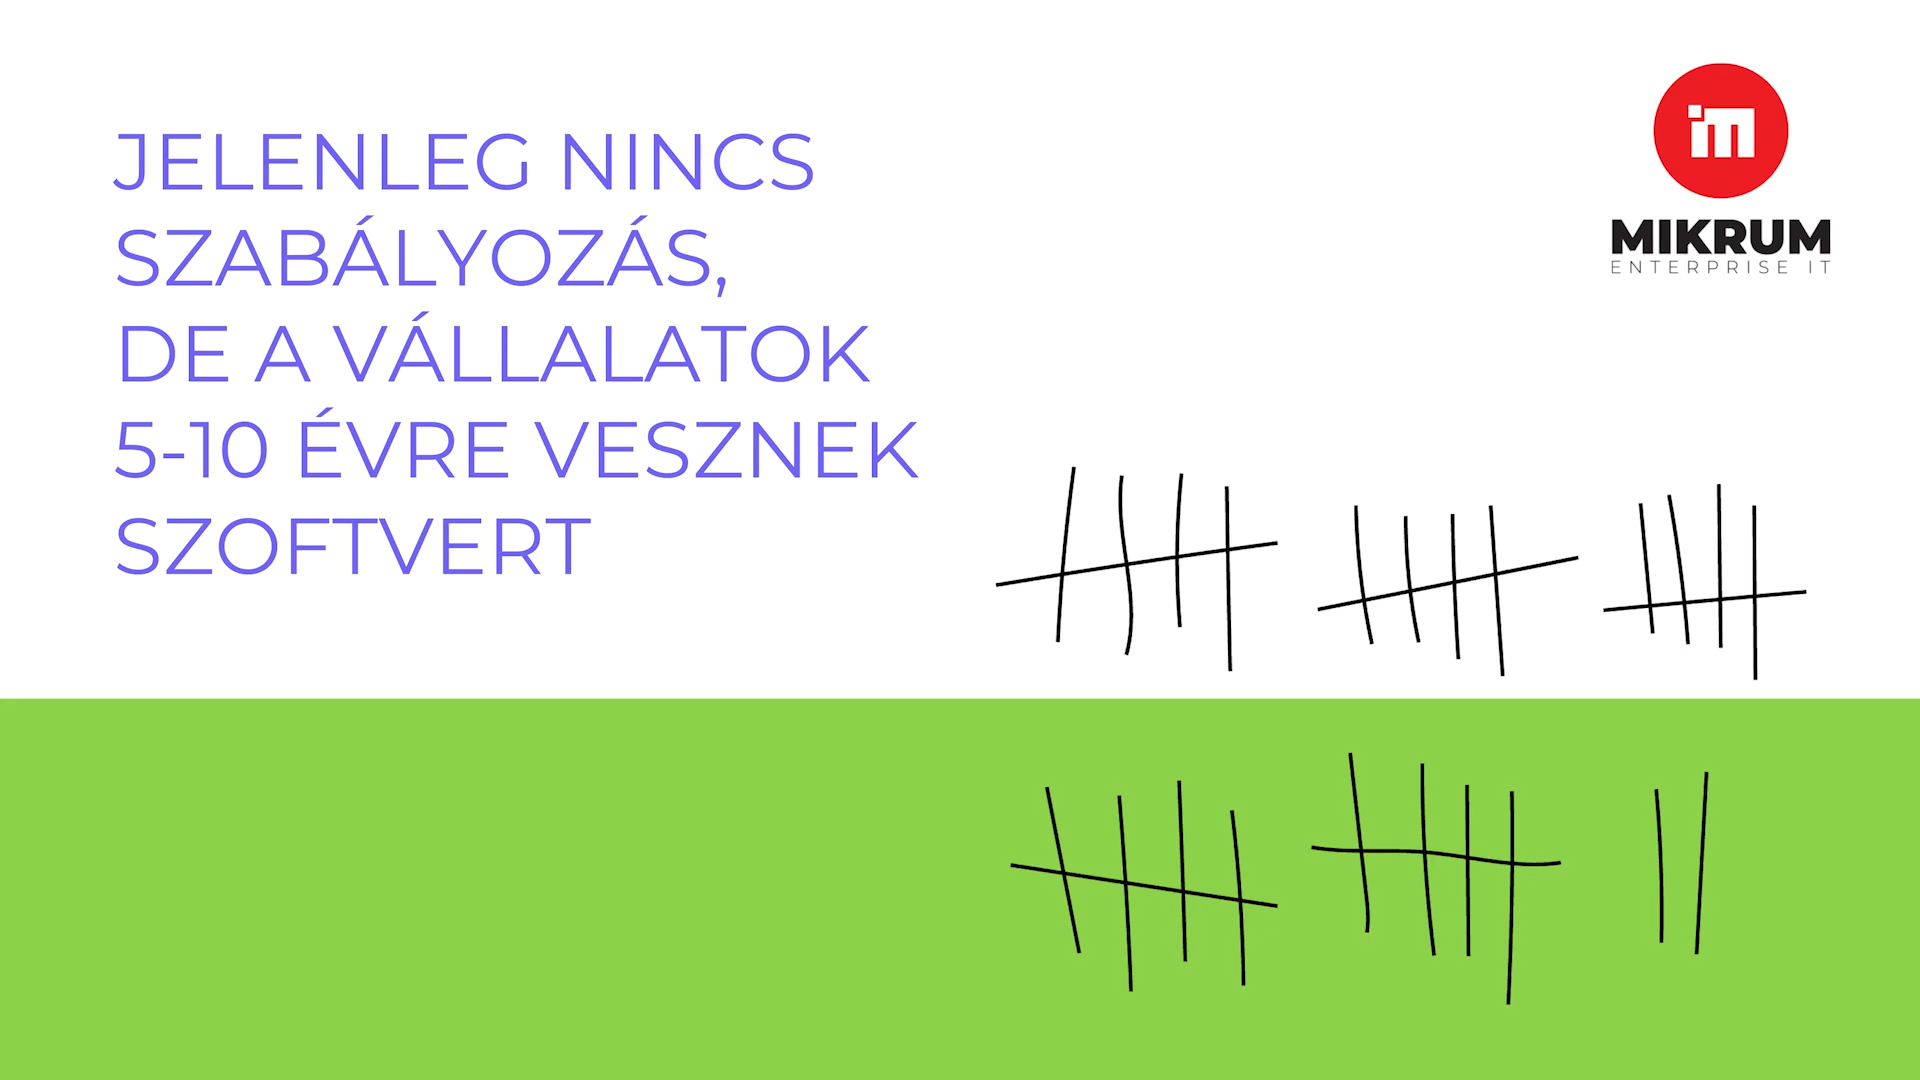 JELENLEG NINCS
SZABÁLYOZÁS,
DE A VÁLLALATOK
5-10 ÉVRE VESZNEK
SZOFTVERT
MIKRUM
ENTERPRISE IT